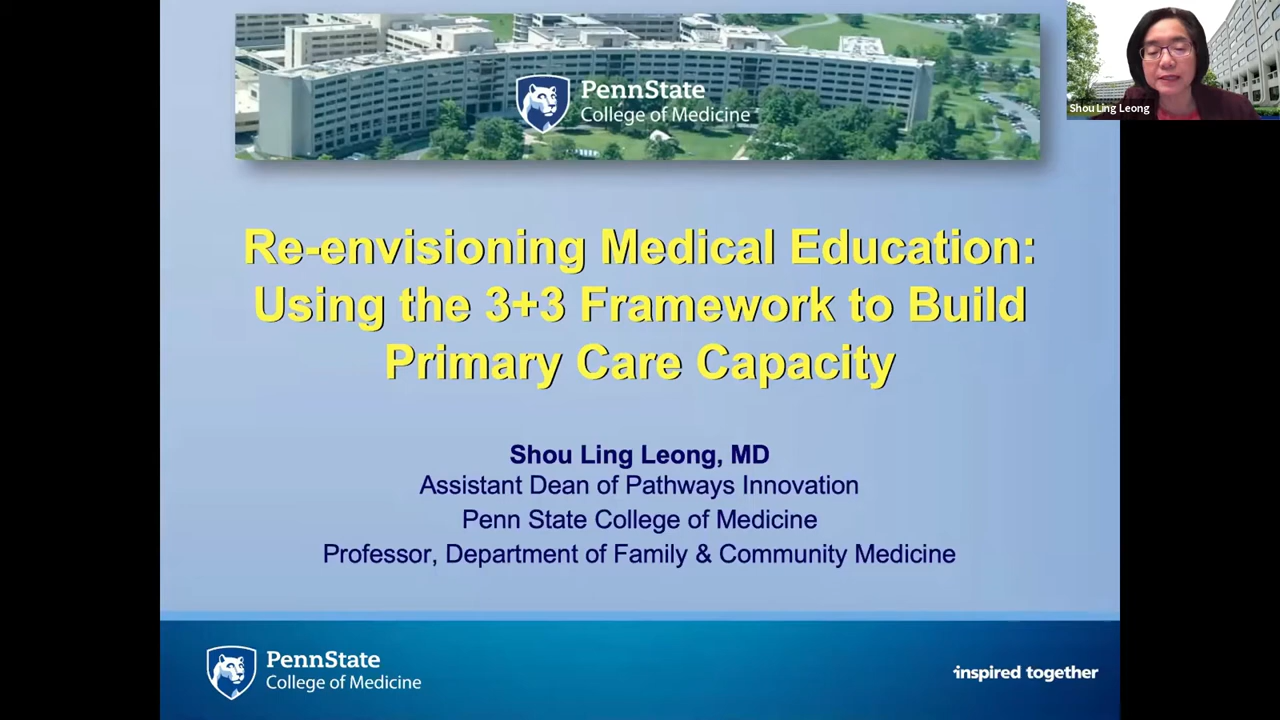 PennState
College of Medicine
Shou Ling Leong
Re-envisioning Medical Education:
Using the 3+3 Framework to Build
Primary Care Capacity
Shou Ling Leong, MD
Assistant Dean of Pathways Innovation
Penn State College of Medicine
Professor, Department of Family & Community Medicine
PennState
College of Medicine
inspired together